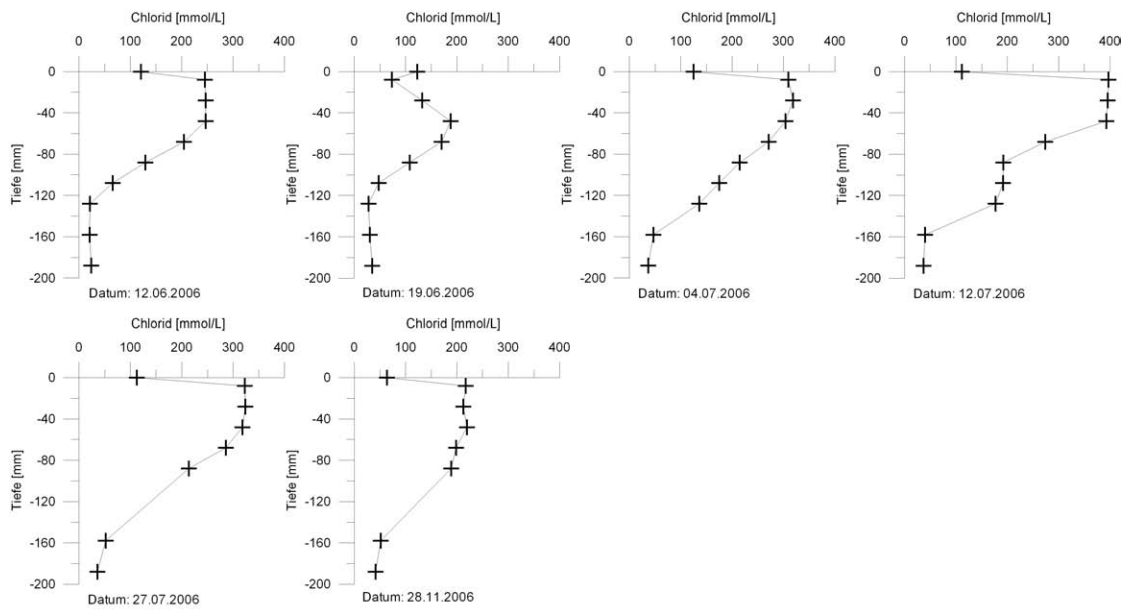 Chlorid [mmol/L]
0 100 200 300 400
0
-40
-80
-120
-160
-200
Tiefe [mm]
Datum: 12.06.2006
Chlorid [mmol/L]
0 100 200 300 400
0
-40
-80
-120
-160
-200
Tiefe [mm]
Datum: 19.06.2006
Chlorid [mmol/L]
0 100 200 300 400
0
-40
-80
-120
-160
-200
Tiefe [mm]
Datum: 04.07.2006
Chlorid [mmol/L]
0 100 200 300 400
0
-40
-80
-120
-160
-200
Tiefe [mm]
Datum: 12.07.2006
Chlorid [mmol/L]
0 100 200 300 400
0
-40
-80
-120
-160
-200
Tiefe [mm]
Datum: 27.07.2006
Chlorid [mmol/L]
0 100 200 300 400
0
-40
-80
-120
-160
-200
Tiefe [mm]
Datum: 28.11.2006